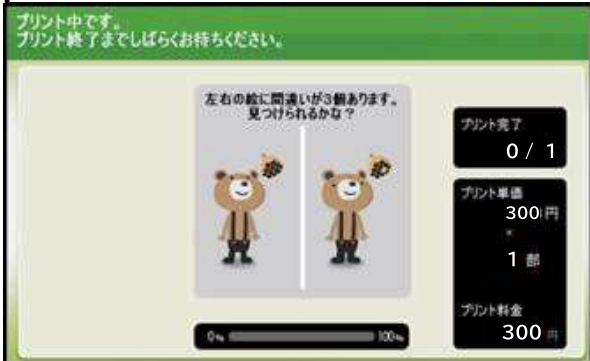 プリント中です。
プリント終了までしばらくお待ちください。
左右の絵に間違いが3個あります。
見つけられるかな?
プリント完了
0 / 1
プリント単価
300円
×
1 部
プリント料金
300 円
0% 100%